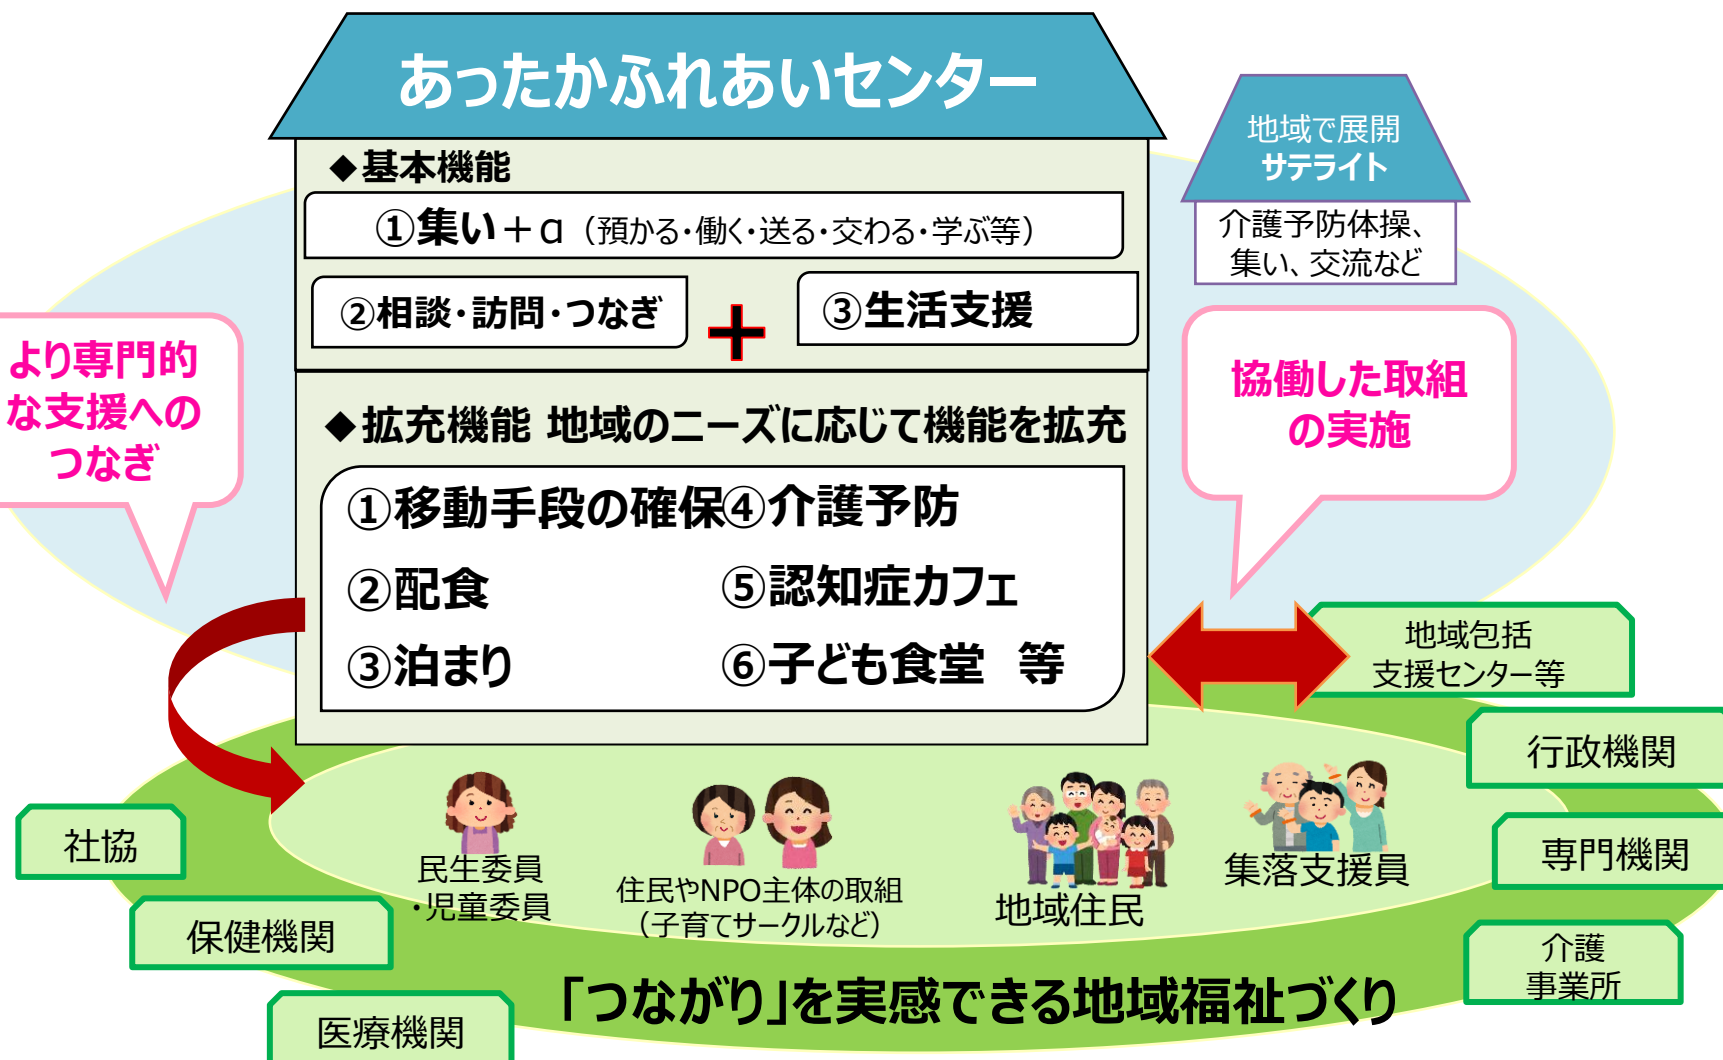 あったかふれあいセンター
地域で展開
サテライト
介護予防体操、
集い、交流など
◆基本機能
①集い＋α（預かる・働く・送る・交わる・学ぶ等）
②相談・訪問・つなぎ
＋
③生活支援
より専門的
な支援への
つなぎ
協働した取組
の実施
◆拡充機能 地域のニーズに応じて機能を拡充
①移動手段の確保④介護予防
②配食 ⑤認知症カフェ
③泊まり ⑥子ども食堂 等
地域包括
支援センター等
行政機関
専門機関
介護
事業所
社協
保健機関
医療機関
民生委員
・児童委員
住民やNPO主体の取組
（子育てサークルなど）
地域住民
集落支援員
「つながり」を実感できる地域福祉づくり